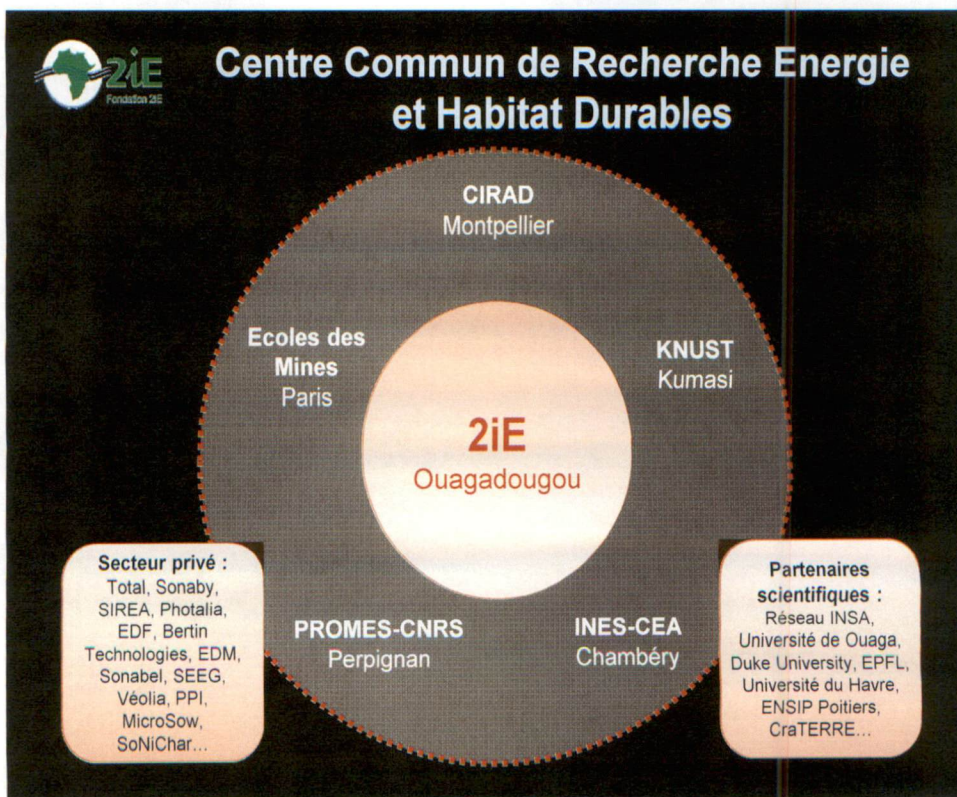 2iE
Fondation 2iE
Centre Commun de Recherche Energie
et Habitat Durables
CIRAD
Montpellier
Ecoles des
Mines
Paris
KNUST
Kumasi
2iE
Ouagadougou
Secteur privé :
Total, Sonaby,
SIREA, Photalia,
EDF, Bertin
Technologies, EDM,
Sonabel, SEEG,
Véolia, PPI,
MicroSow,
SoNiChar...
PROMES-CNRS
Perpignan
INES-CEA
Chambéry
Partenaires
scientifiques :
Réseau INSA,
Université de Ouaga,
Duke University, EPFL,
Université du Havre,
ENSIP Poitiers,
CraTERRE...